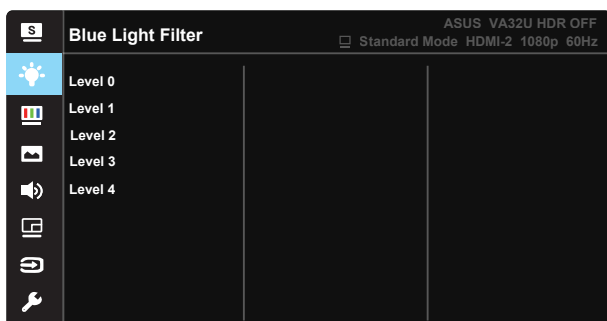 S
Blue Light Filter
ASUS VA32U HDR OFF
Standard Mode HDMI-2 1080p 60Hz
Level 0
Level 1
Level 2
Level 3
Level 4